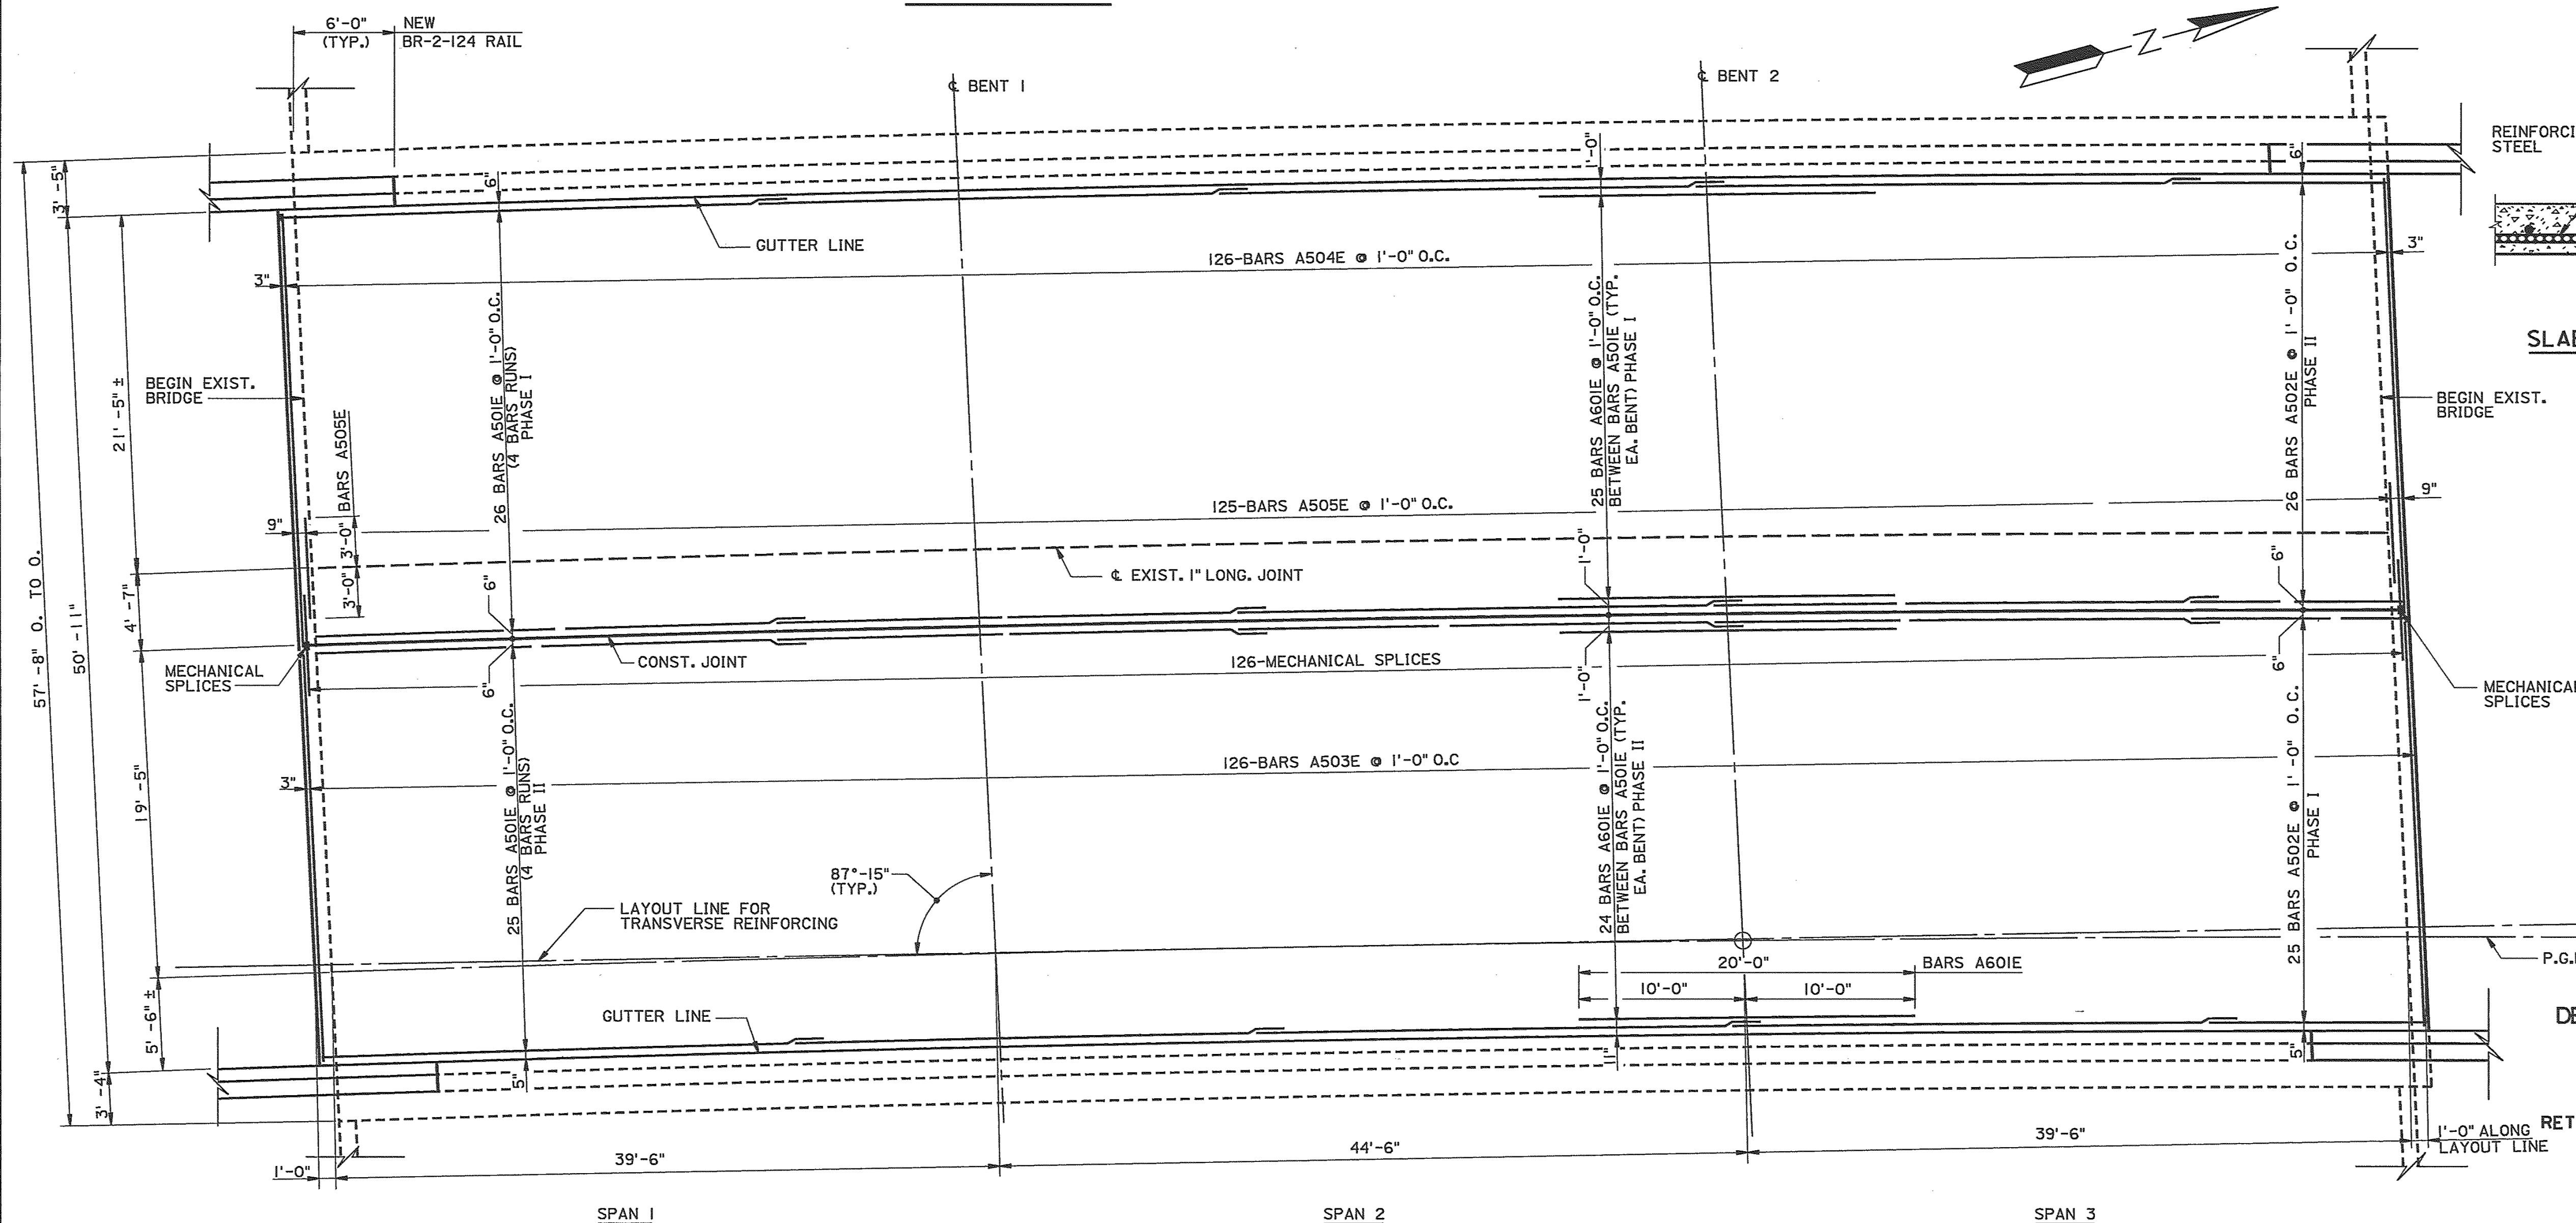 6'-0"
(TYP.)
NEW
BR-2-124 RAIL
℄ BENT 1
℄ BENT 2
N
REINFORCI
STEEL
3'-5"
6"
1'-0"
6"
GUTTER LINE
126-BARS A504E @ 1'-0" O.C.
3"
3"
SLAB
57'-8" O. TO O.
50'-11"
21'-5" ±
BEGIN EXIST.
BRIDGE
BARS A505E
26 BARS A501E @ 1'-0" O.C.
(4 BARS RUNS)
PHASE I
25 BARS A601E @ 1'-0" O.C.
BETWEEN BARS A501E (TYP.
EA. BENT) PHASE I
26 BARS A502E @ 1'-0" O.C.
PHASE II
BEGIN EXIST.
BRIDGE
9"
125-BARS A505E @ 1'-0" O.C.
9"
3'-0"
3'-0"
4'-7"
℄ EXIST. 1" LONG. JOINT
6"
1'-0"
6"
MECHANICAL
SPLICES
CONST. JOINT
126-MECHANICAL SPLICES
6"
1'-0"
6"
MECHANICAL
SPLICES
19'-5"
3"
126-BARS A503E @ 1'-0" O.C
25 BARS A501E @ 1'-0" O.C.
(4 BARS RUNS)
PHASE II
24 BARS A601E @ 1'-0" O.C.
BETWEEN BARS A501E (TYP.
EA. BENT) PHASE II
25 BARS A502E @ 1'-0" O.C.
PHASE I
87°-15"
(TYP.)
LAYOUT LINE FOR
TRANSVERSE REINFORCING
20'-0"
BARS A601E
10'-0"
10'-0"
P.G.
5'-6" ±
GUTTER LINE
DE
3'-4"
5"
1"
5"
1'-0"
39'-6"
44'-6"
39'-6"
1'-0" ALONG
LAYOUT LINE
RET
SPAN 1
SPAN 2
SPAN 3